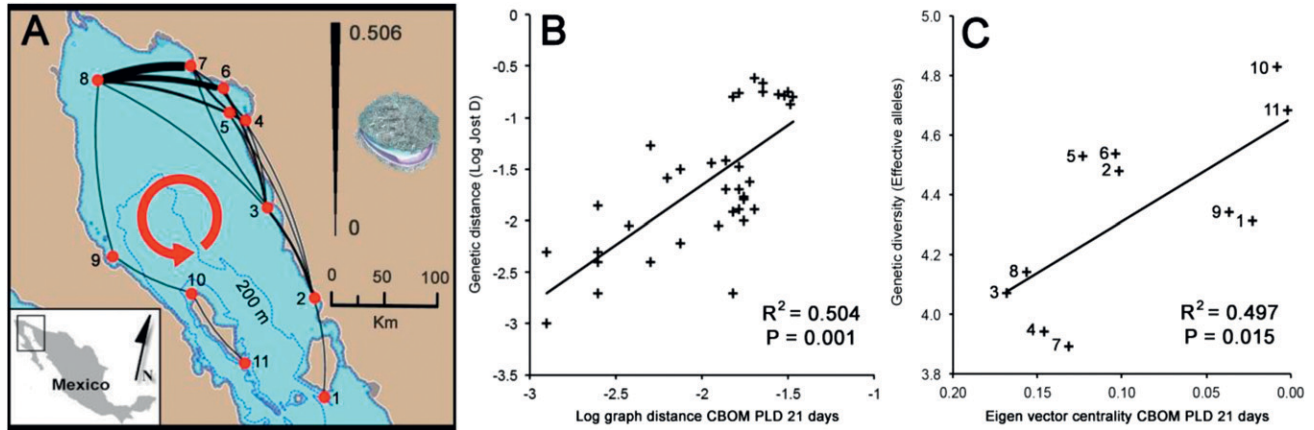 A
0.506
0
7
8
6
5
4
3
9
10
2
200 m
0 50 100
Km
11
1
Mexico
N
B
Genetic distance (Log Jost D)
0
-0.5
-1
-1.5
-2
-2.5
-3
-3.5
R² = 0.504
P = 0.001
-3 -2.5 -2 -1.5 -1
Log graph distance CBOM PLD 21 days
C
Genetic diversity (Effective alleles)
5.0
4.8
4.6
4.4
4.2
4.0
3.8
10
11
5
6
2
9
1
8
3
4
7
R² = 0.497
P = 0.015
0.20 0.15 0.10 0.05 0.00
Eigen vector centrality CBOM PLD 21 days